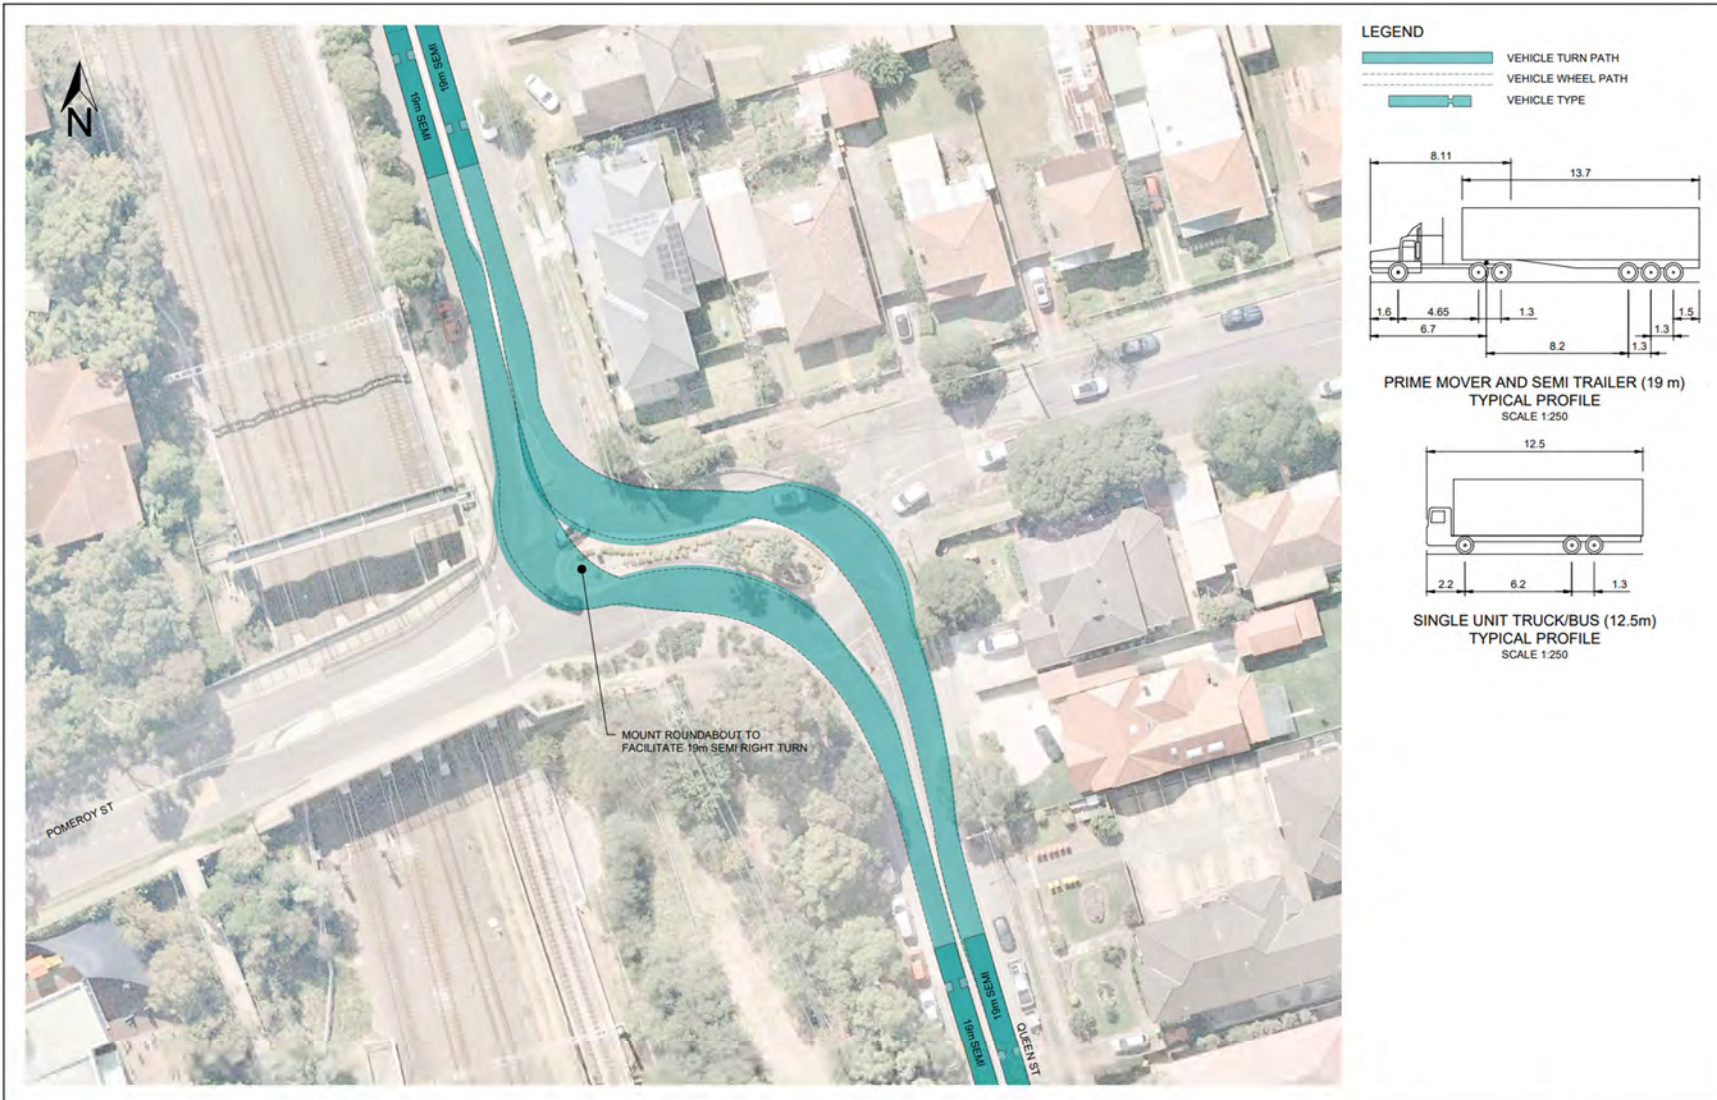 N
19m SEMI
19m SEMI
MOUNT ROUNDABOUT TO
FACILITATE 19m SEMI RIGHT TURN
POMEROY ST
19m SEMI
19m SEMI
QUEEN ST
LEGEND
VEHICLE TURN PATH
VEHICLE WHEEL PATH
VEHICLE TYPE
8.11
13.7
1.6
4.65
1.3
1.5
6.7
1.3
8.2
1.3
PRIME MOVER AND SEMI TRAILER (19 m)
TYPICAL PROFILE
SCALE 1:250
12.5
2.2
6.2
1.3
SINGLE UNIT TRUCK/BUS (12.5m)
TYPICAL PROFILE
SCALE 1:250